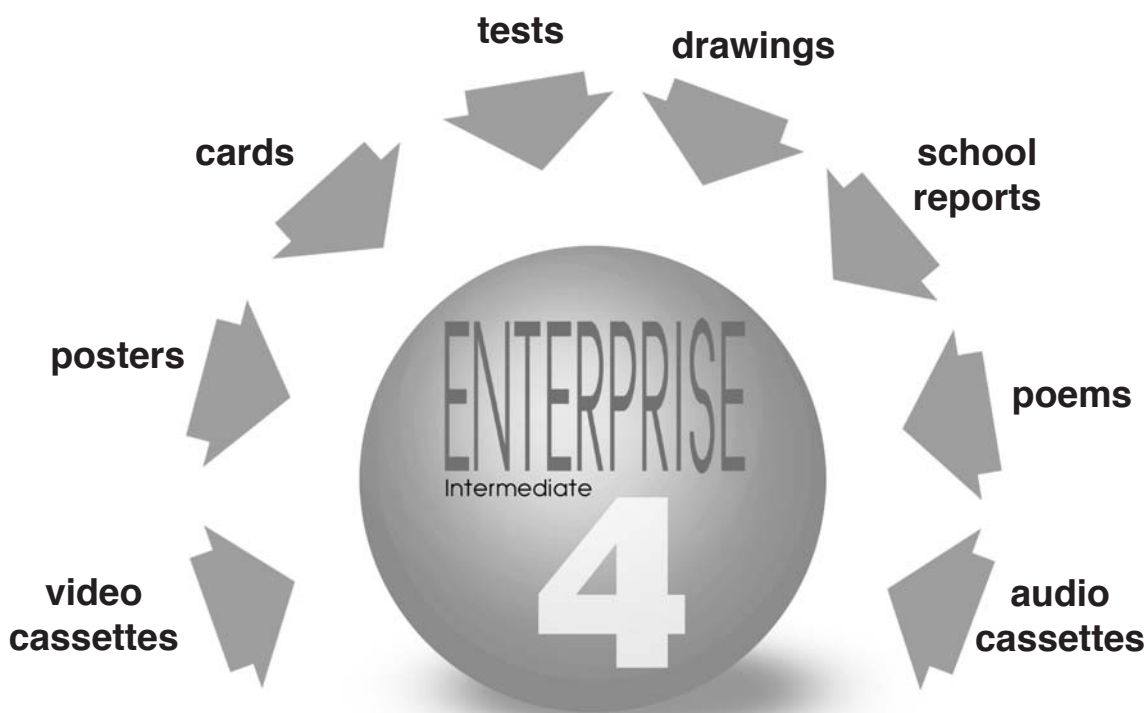 tests
drawings
cards
school
reports
posters
poems
ENTERPRISE
Intermediate
4
video
cassettes
audio
cassettes